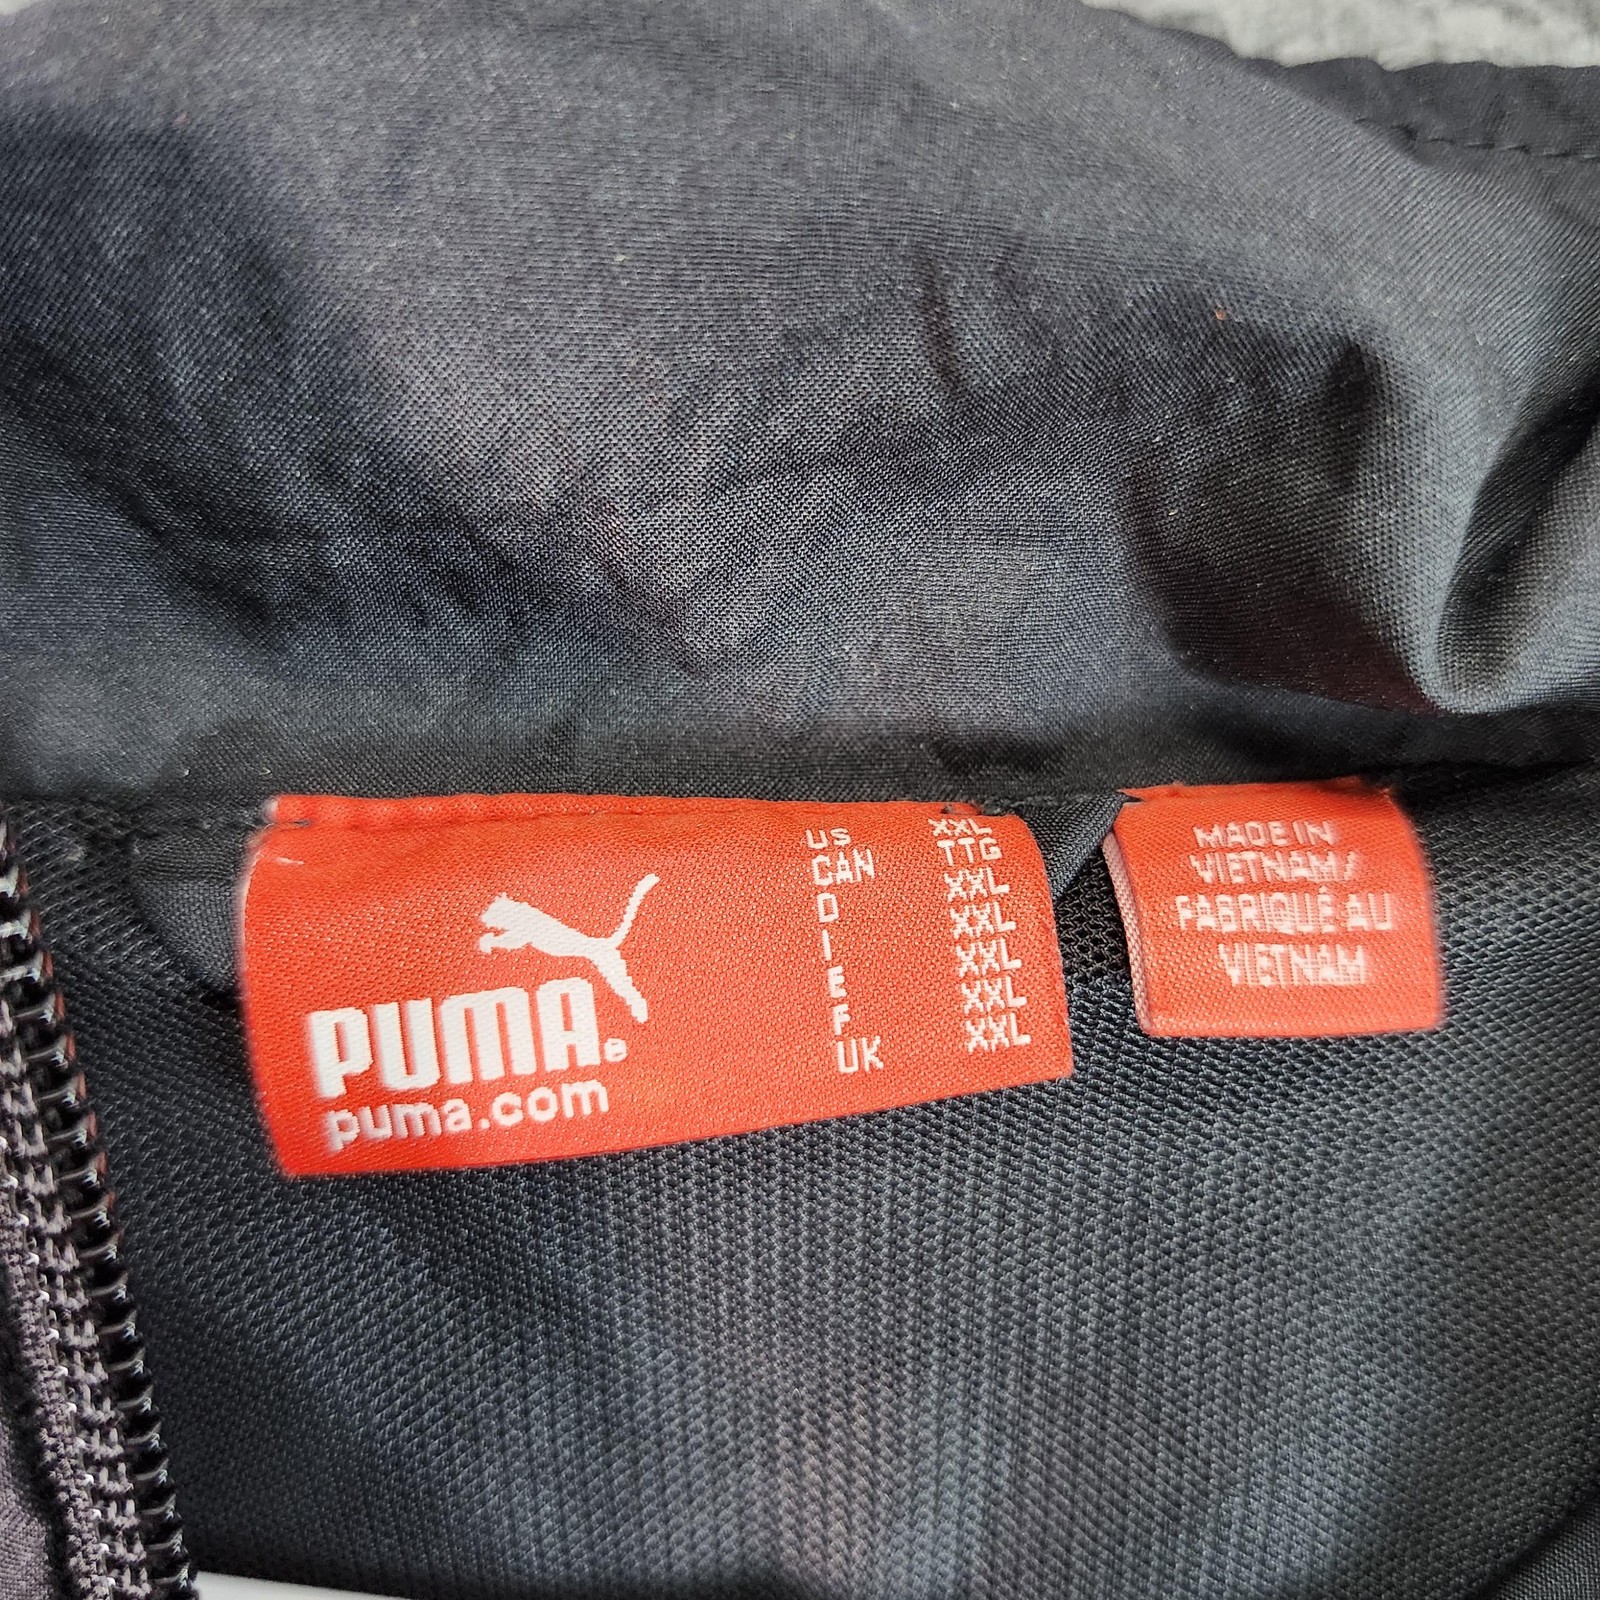 PUMA®
puma.com
US XXL
CAN TTG
D XXL
I XXL
E XXL
F XXL
UK XXL
MADE IN
VIETNAM/
FABRIQUÉ AU
VIETNAM